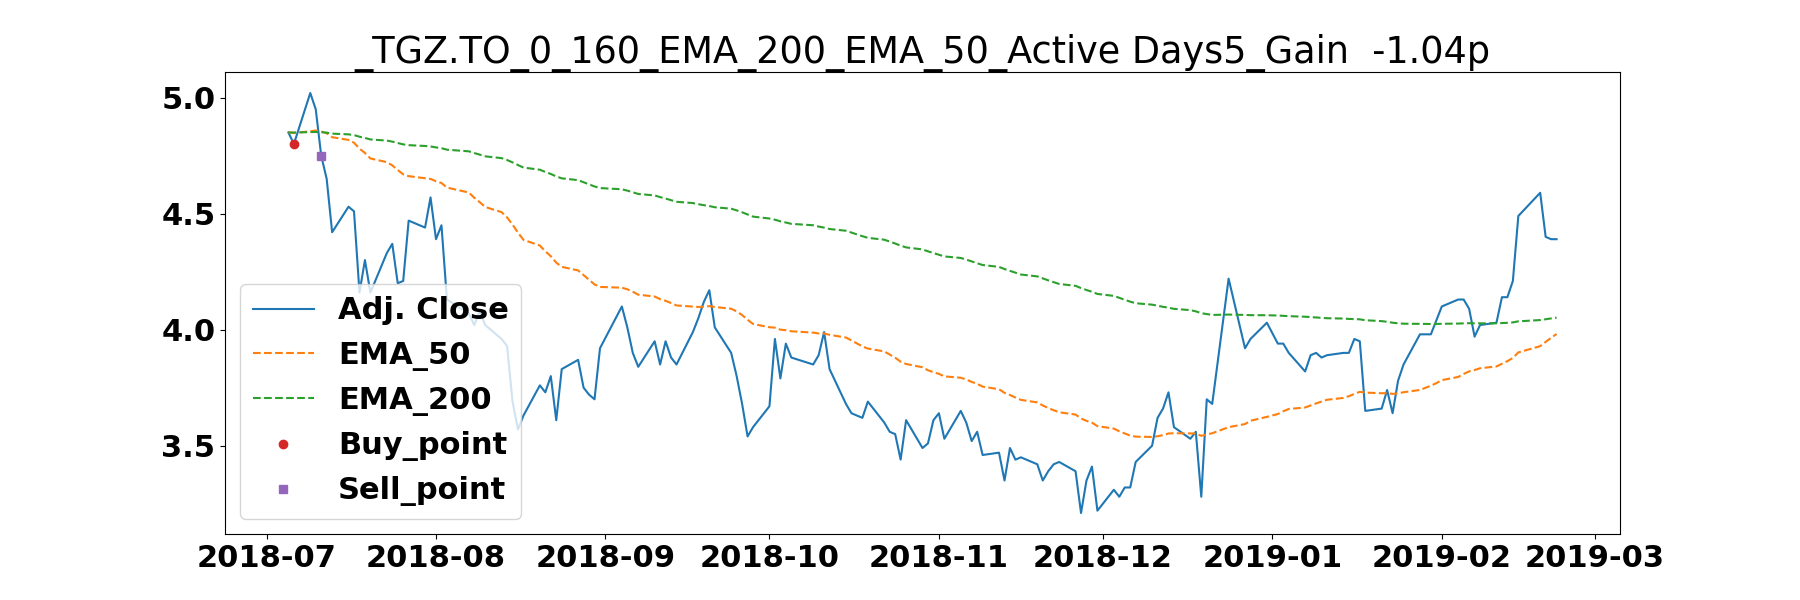 _TGZ.TO_0_160_EMA_200_EMA_50_Active Days5_Gain  -1.04p
5.0
4.5
4.0
3.5
Adj. Close
EMA_50
EMA_200
Buy_point
Sell_point
2018-07 2018-08 2018-09 2018-10 2018-11 2018-12 2019-01 2019-02 2019-03